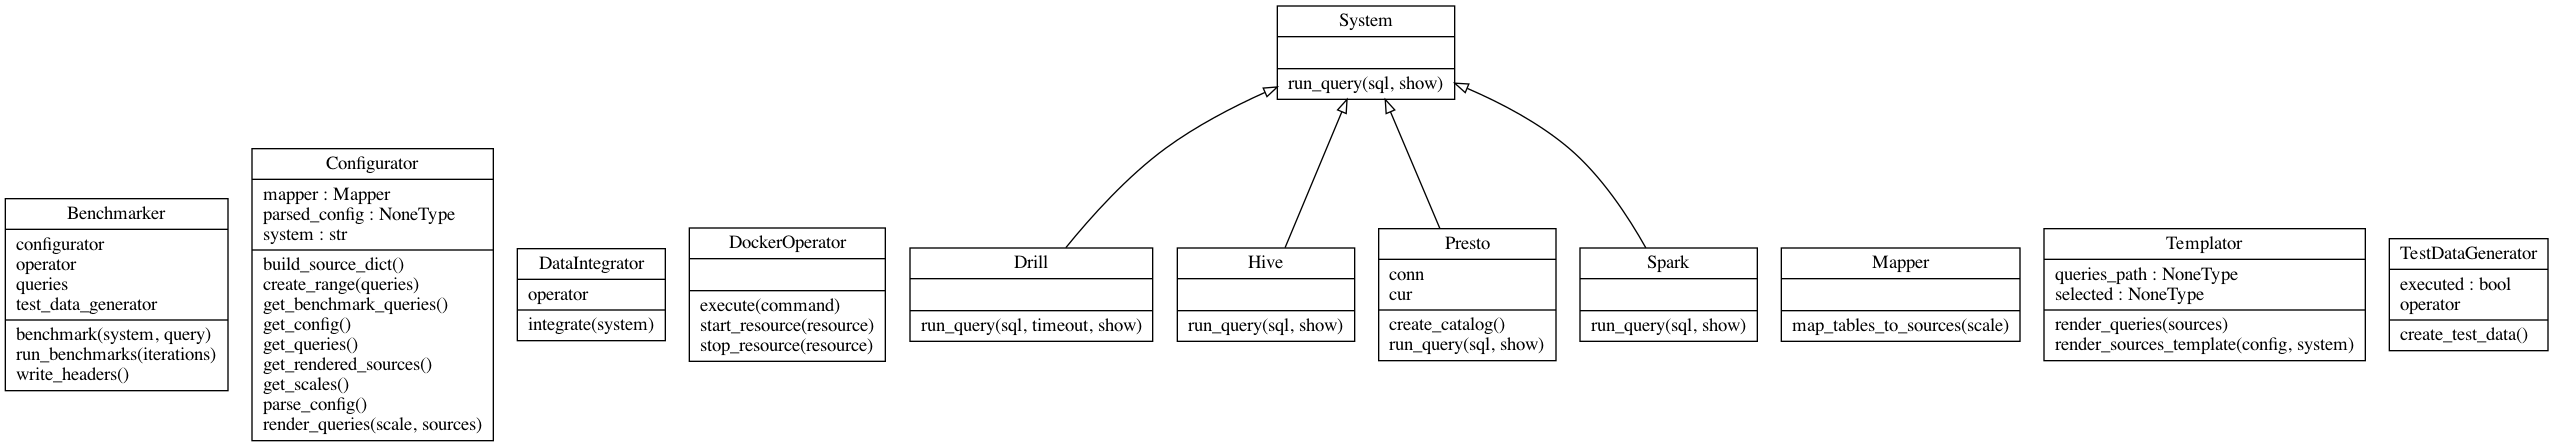 System
run_query(sql, show)
Benchmarker
configurator
operator
queries
test_data_generator
benchmark(system, query)
run_benchmarks(iterations)
write_headers()
Configurator
mapper : Mapper
parsed_config : NoneType
system : str
build_source_dict()
create_range(queries)
get_benchmark_queries()
get_config()
get_queries()
get_rendered_sources()
get_scales()
parse_config()
render_queries(scale, sources)
DataIntegrator
operator
integrate(system)
DockerOperator
execute(command)
start_resource(resource)
stop_resource(resource)
Drill
run_query(sql, timeout, show)
Hive
run_query(sql, show)
Presto
conn
cur
create_catalog()
run_query(sql, show)
Spark
run_query(sql, show)
Mapper
map_tables_to_sources(scale)
Templator
queries_path : NoneType
selected : NoneType
render_queries(sources)
render_sources_template(config, system)
TestDataGenerator
executed : bool
operator
create_test_data()